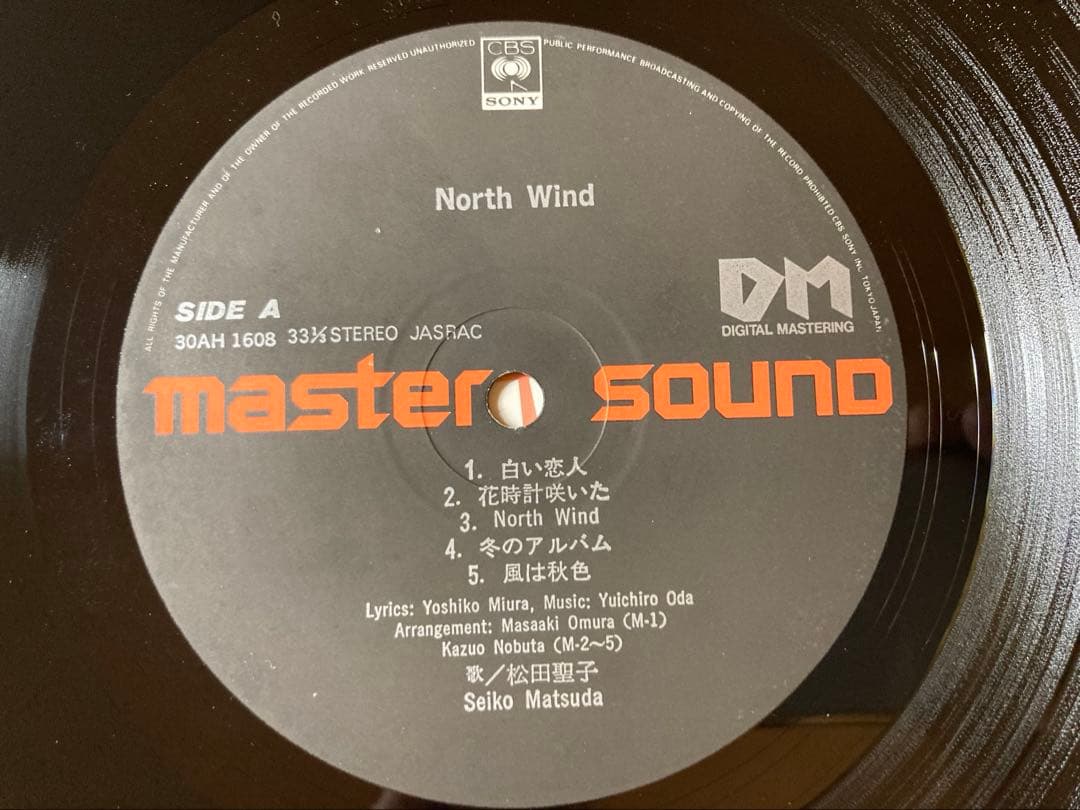 ALL RIGHTS OF THE MANUFACTURER AND OF THE OWNER OF THE RECORDED WORK RESERVED UNAUTHORIZED PUBLIC PERFORMANCE BROADCASTING AND COPYING OF THE RECORD PROHIBITED CBS SONY INC. TOKYO JAPAN
CBS
SONY
North Wind
DM
DIGITAL MASTERING
SIDE A
30AH 1608 33⅓ STEREO JASRAC
master sound
1. 白い恋人
2. 花時計咲いた
3. North Wind
4. 冬のアルバム
5. 風は秋色
Lyrics: Yoshiko Miura, Music: Yuichiro Oda
Arrangement: Masaaki Omura (M-1)
Kazuo Nobuta (M-2〜5)
歌／松田聖子
Seiko Matsuda